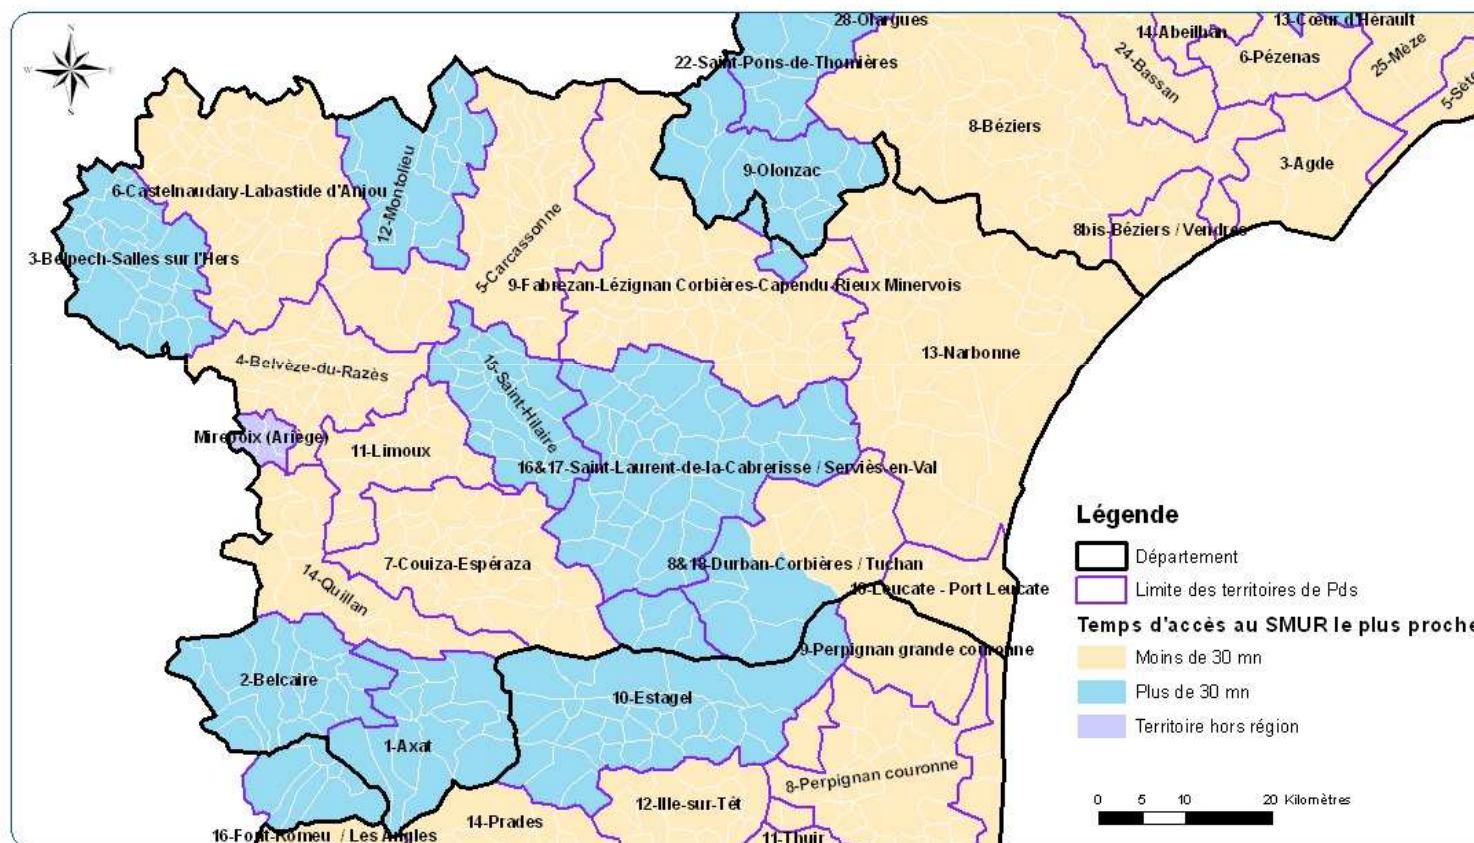 N
W
E
N
28-Olargues
13-Cœur d'Hérault
14-Abeilhan
22-Saint-Pons-de-Thomières
6-Pézenas
25-Mèze
24-Bassan
5-Sète
8-Béziers
9-Olonzac
3-Agde
6-Castelnaudary-Labastide d'Anjou
12-Montolieu
8bis-Béziers / Vendres
3-Belpech-Salles sur l'Hers
5-Carcassonne
9-Fabrezan-Lézignan Corbières-Capendu-Rieux Minervois
13-Narbonne
4-Belvèze-du-Razès
15-Saint-Hilaire
Mirepoix (Ariège)
11-Limoux
16&17-Saint-Laurent-de-la-Cabrerisse / Serviès-en-Val
7-Couiza-Espéraza
8&18-Durban-Corbières / Tuchan
14-Quillan
10-Leucate - Port Leucate
9-Perpignan grande couronne
2-Belcaire
10-Estagel
1-Axat
8-Perpignan couronne
12-Ille-sur-Têt
14-Prades
16-Font-Romeu / Les Angles
11-Thuir
Légende
Département
Limite des territoires de Pds
Temps d'accès au SMUR le plus proche
Moins de 30 mn
Plus de 30 mn
Territoire hors région
0 5 10 20 Kilomètres